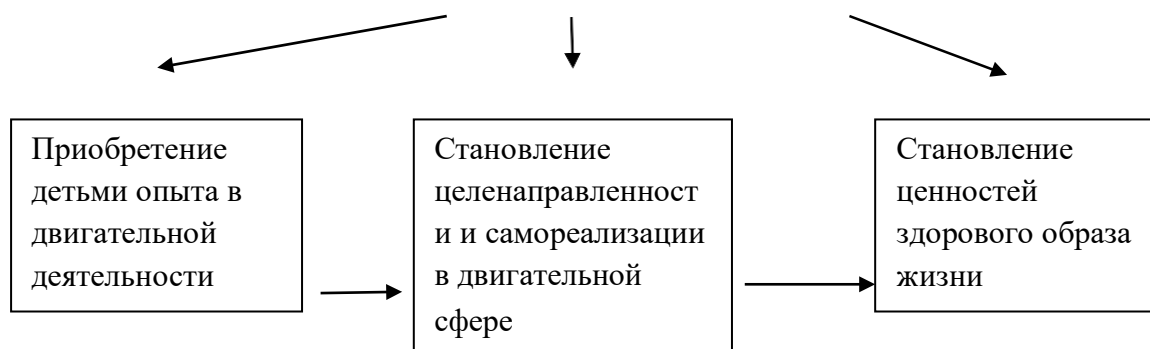 Приобретение
детьми опыта в
двигательной
деятельности
Становление
целенаправленност
и и самореализации
в двигательной
сфере
Становление
ценностей
здорового образа
жизни